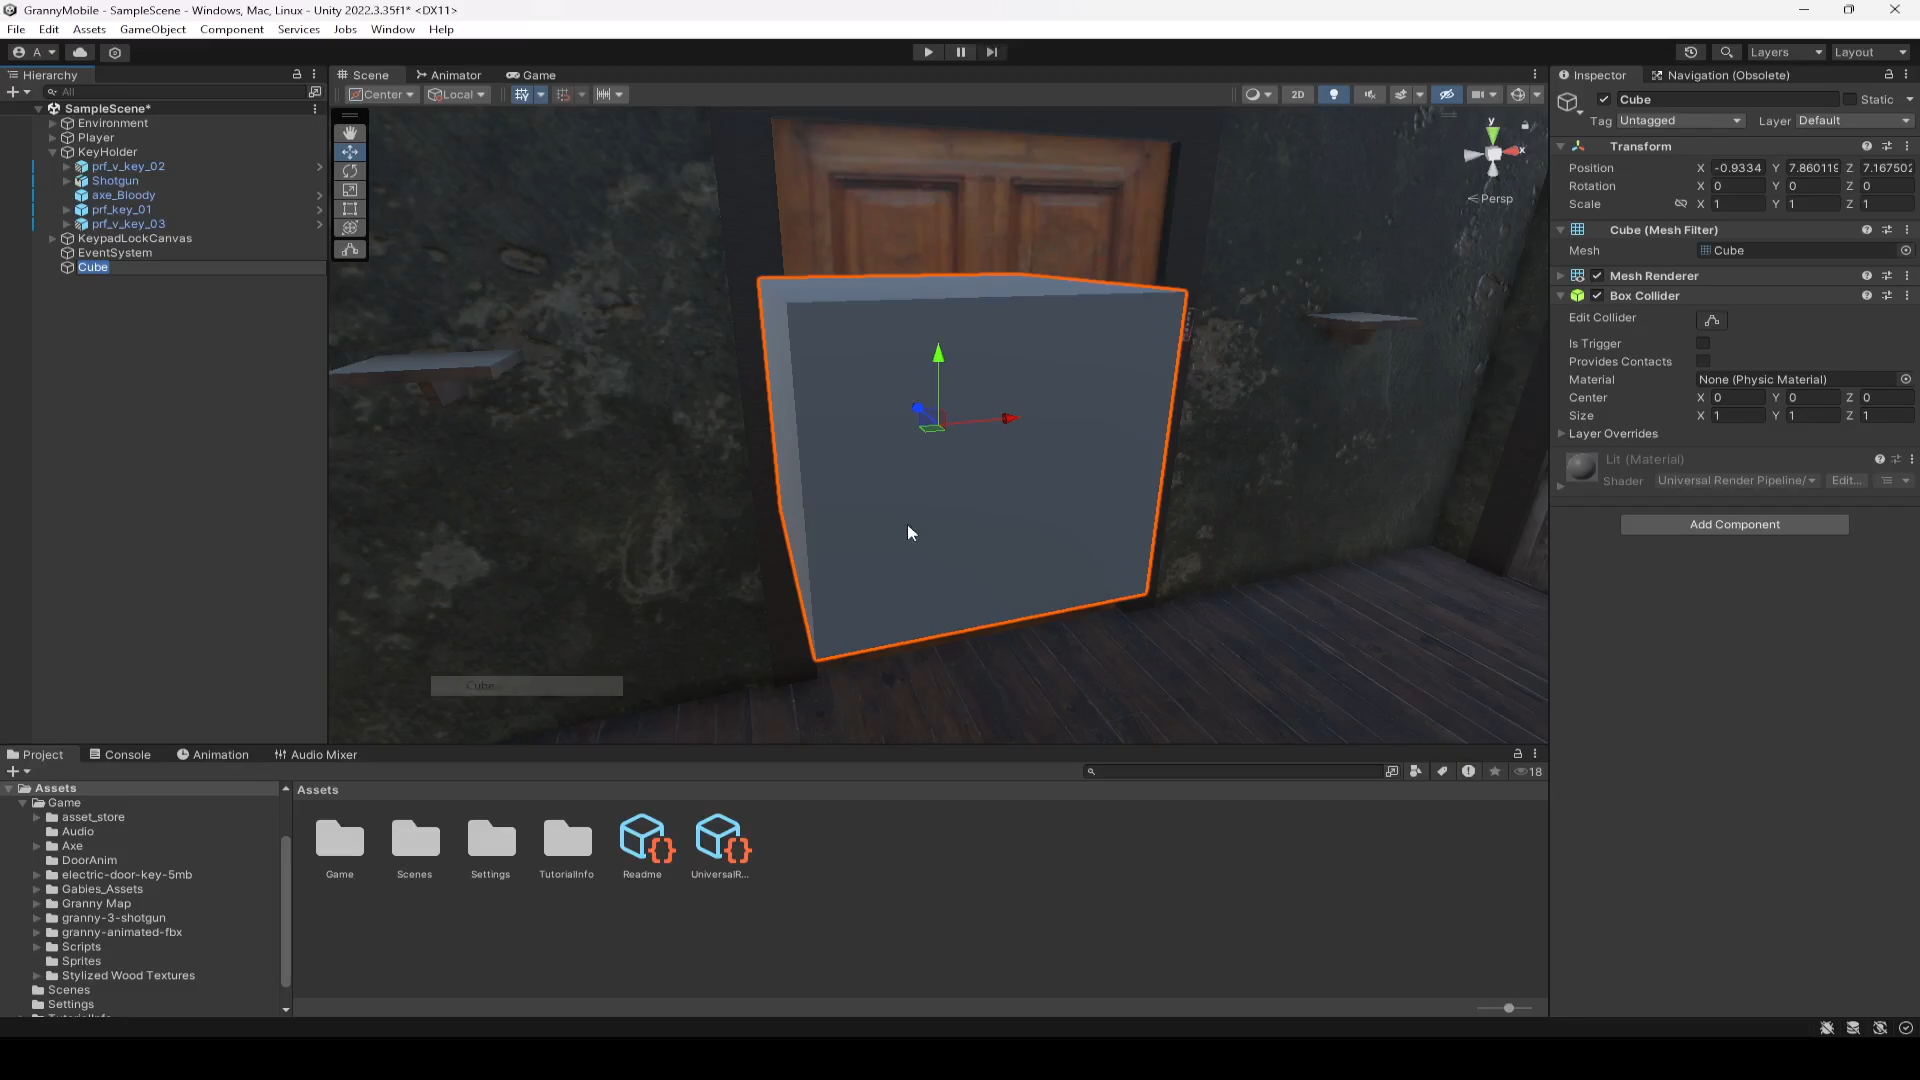 GrannyMobile - SampleScene - Windows, Mac, Linux - Unity 2022.3.35f1* <DX11>
File Edit Assets GameObject Component Services Jobs Window Help
A Layers Layout
Hierarchy Scene Animator Game Inspector Navigation (Obsolete)
All Center Local 2D Cube Static
Tag Untagged Layer Default
SampleScene*
Environment
Player
KeyHolder
prf_v_key_02
Shotgun
axe_Bloody
prf_key_01
prf_v_key_03
KeypadLockCanvas
EventSystem
Cube
y
x
Persp
Cube
Transform
Position X -0.9334 Y 7.860119 Z 7.167502
Rotation X 0 Y 0 Z 0
Scale X 1 Y 1 Z 1
Cube (Mesh Filter)
Mesh Cube
Mesh Renderer
Box Collider
Edit Collider
Is Trigger
Provides Contacts
Material None (Physic Material)
Center X 0 Y 0 Z 0
Size X 1 Y 1 Z 1
Layer Overrides
Lit (Material)
Shader Universal Render Pipeline/ Edit...
Add Component
Project Console Animation Audio Mixer
18
Assets
Game
asset_store
Audio
Axe
DoorAnim
electric-door-key-5mb
Gabies_Assets
Granny Map
granny-3-shotgun
granny-animated-fbx
Scripts
Sprites
Stylized Wood Textures
Scenes
Settings
Assets
Game Scenes Settings TutorialInfo Readme UniversalR...